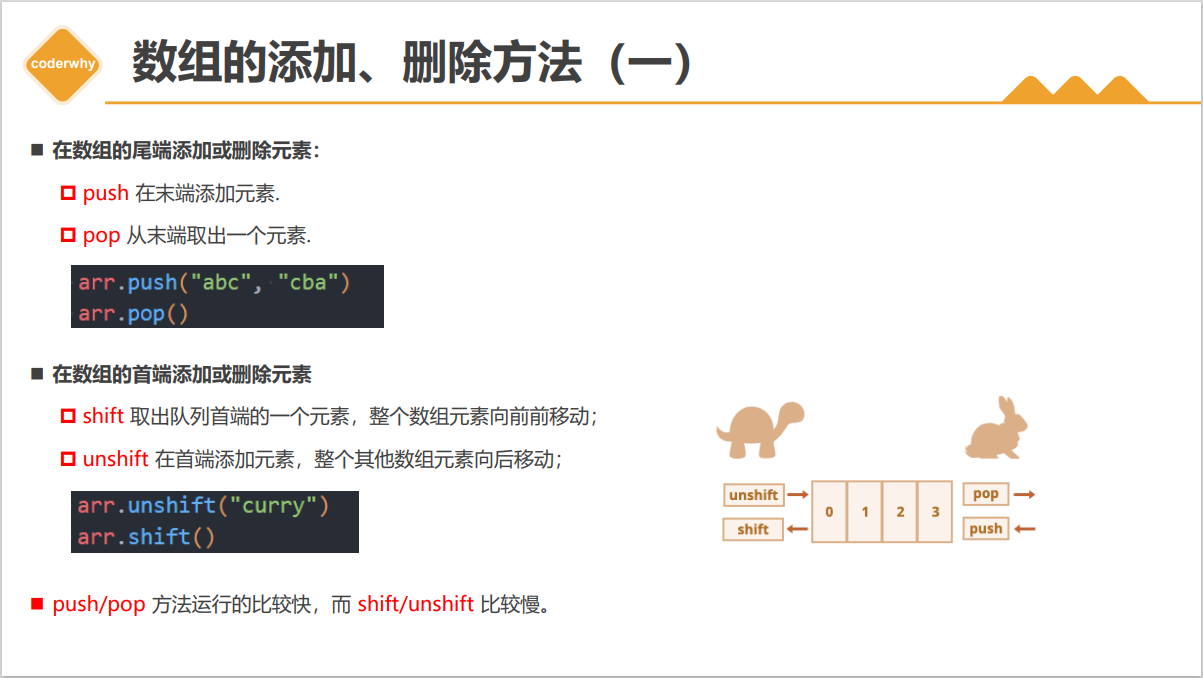 coderwhy
数组的添加、删除方法（一）
在数组的尾端添加或删除元素：
push 在末端添加元素.
pop 从末端取出一个元素.
arr.push("abc", "cba")
arr.pop()
在数组的首端添加或删除元素
shift 取出队列首端的一个元素，整个数组元素向前前移动；
unshift 在首端添加元素，整个其他数组元素向后移动；
arr.unshift("curry")
arr.shift()
unshift 0 1 2 3 pop
shift push
push/pop 方法运行的比较快，而 shift/unshift 比较慢。